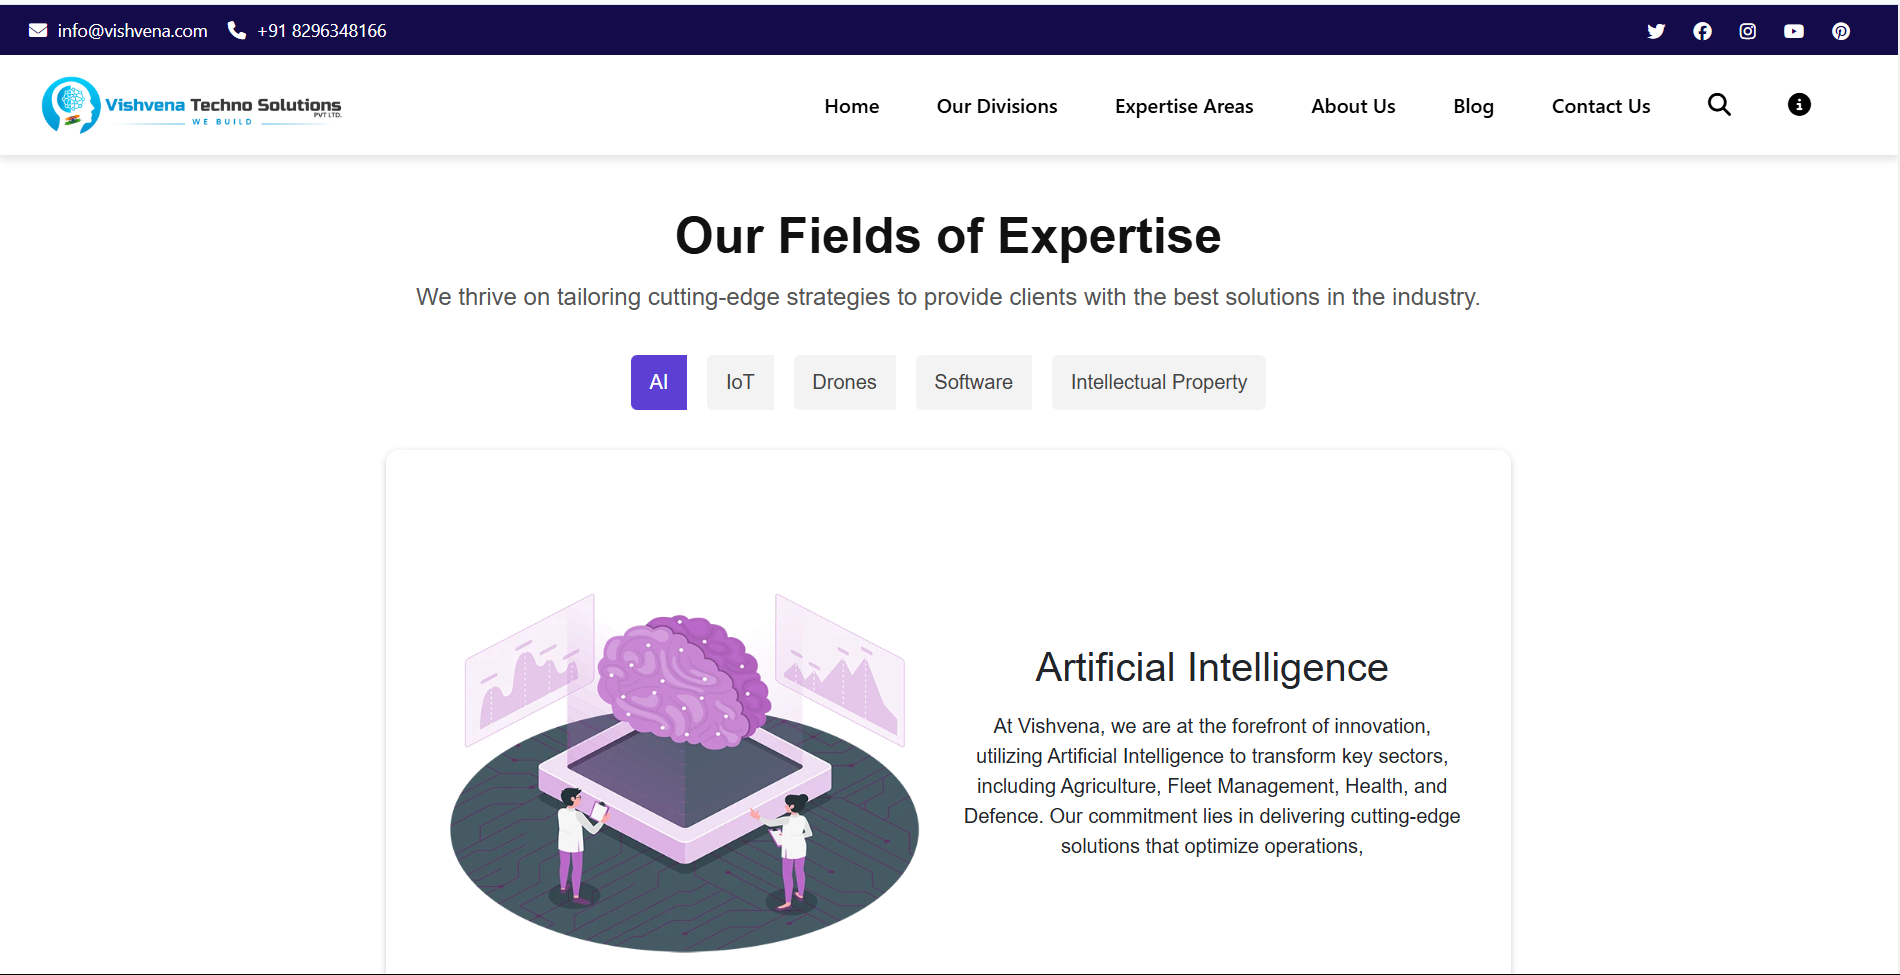 info@vishvena.com +91 8296348166
Vishvena Techno Solutions
PVT LTD.
WE BUILD
Home Our Divisions Expertise Areas About Us Blog Contact Us
Our Fields of Expertise
We thrive on tailoring cutting-edge strategies to provide clients with the best solutions in the industry.
AI IoT Drones Software Intellectual Property
Artificial Intelligence
At Vishvena, we are at the forefront of innovation,
utilizing Artificial Intelligence to transform key sectors,
including Agriculture, Fleet Management, Health, and
Defence. Our commitment lies in delivering cutting-edge
solutions that optimize operations,